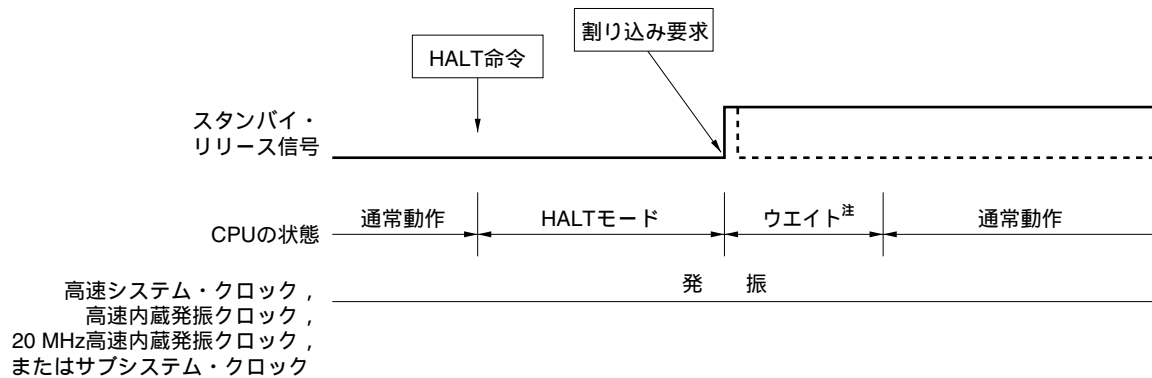 割り込み要求
HALT命令
スタンバイ・
リリース信号
通常動作
HALTモード
ウエイト注
通常動作
CPUの状態
発　振
高速システム・クロック，
高速内蔵発振クロック，
20 MHz高速内蔵発振クロック，
またはサブシステム・クロック